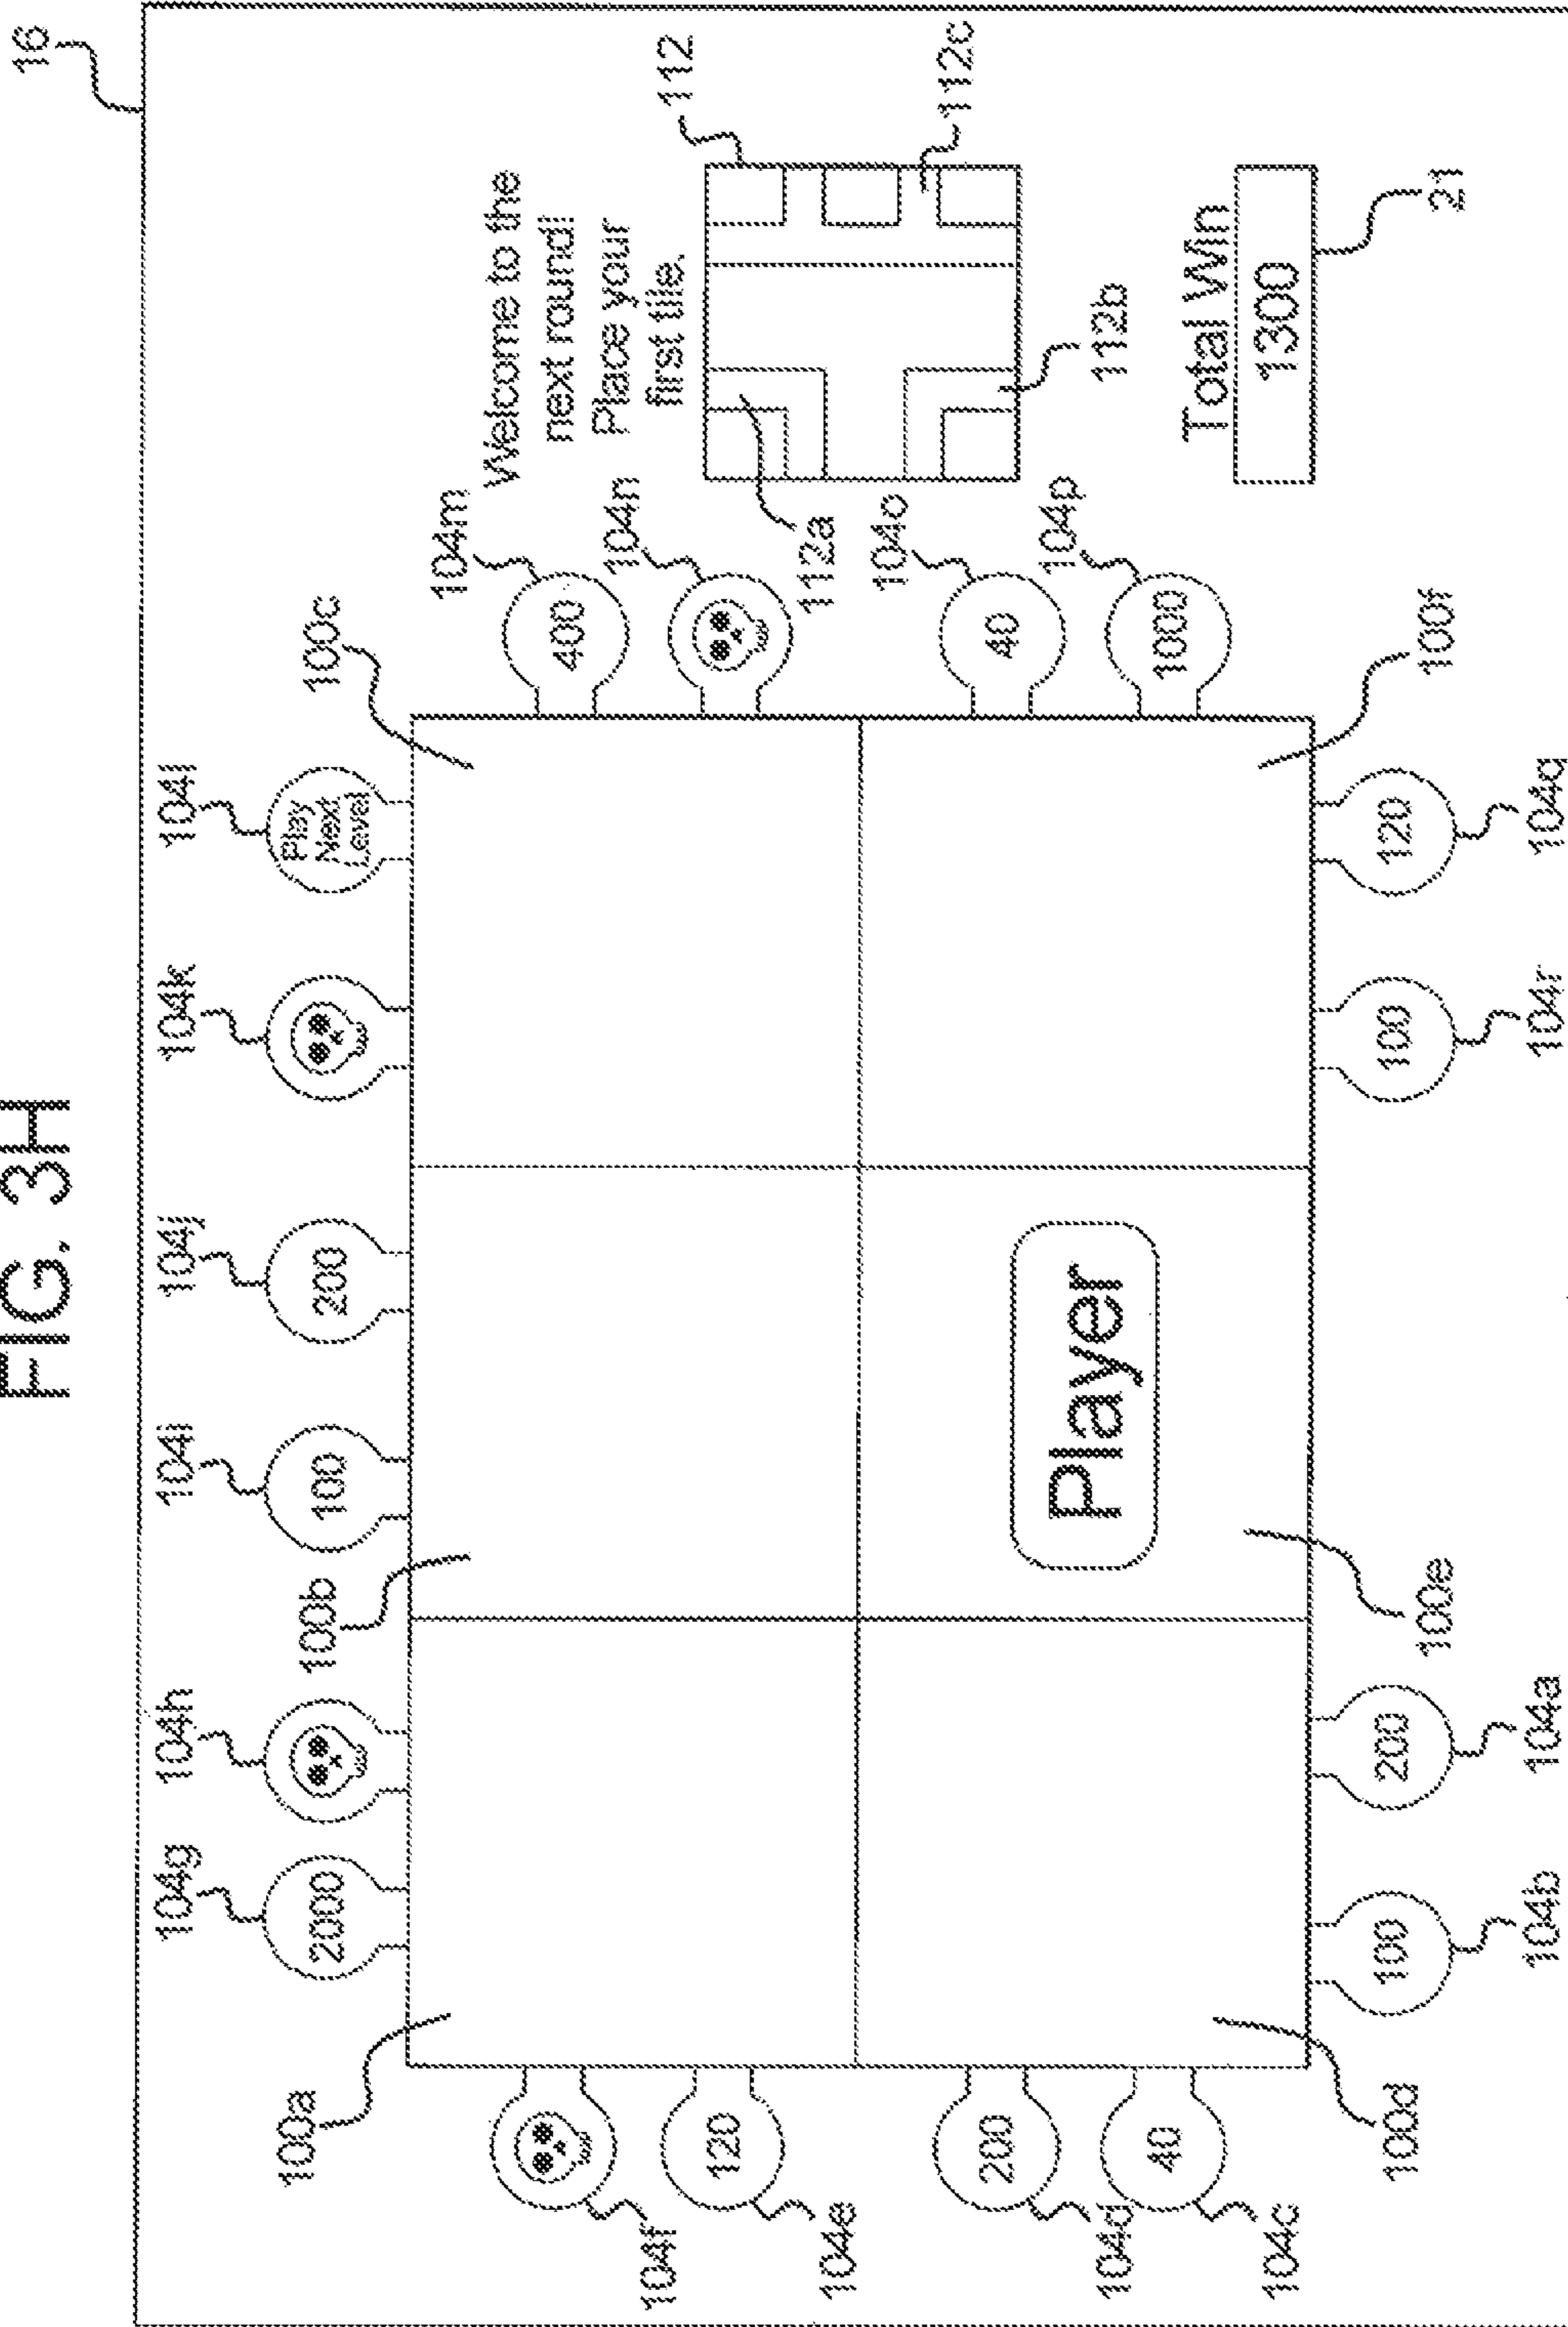 FIG. 3H
16
104g
104h
104i
104j
104k
104l
2000
100
200
Play
Next
Level
100a
100b
100c
104m
400
104n
104f
120
104e
200
104d
40
104c
Player
40
104o
1000
104p
100d
100e
100f
100
200
100
120
104b
104a
104r
104q
Welcome to the
next round!
Place your
first tile.
112
112a
112b
112c
Total Win
1300
21